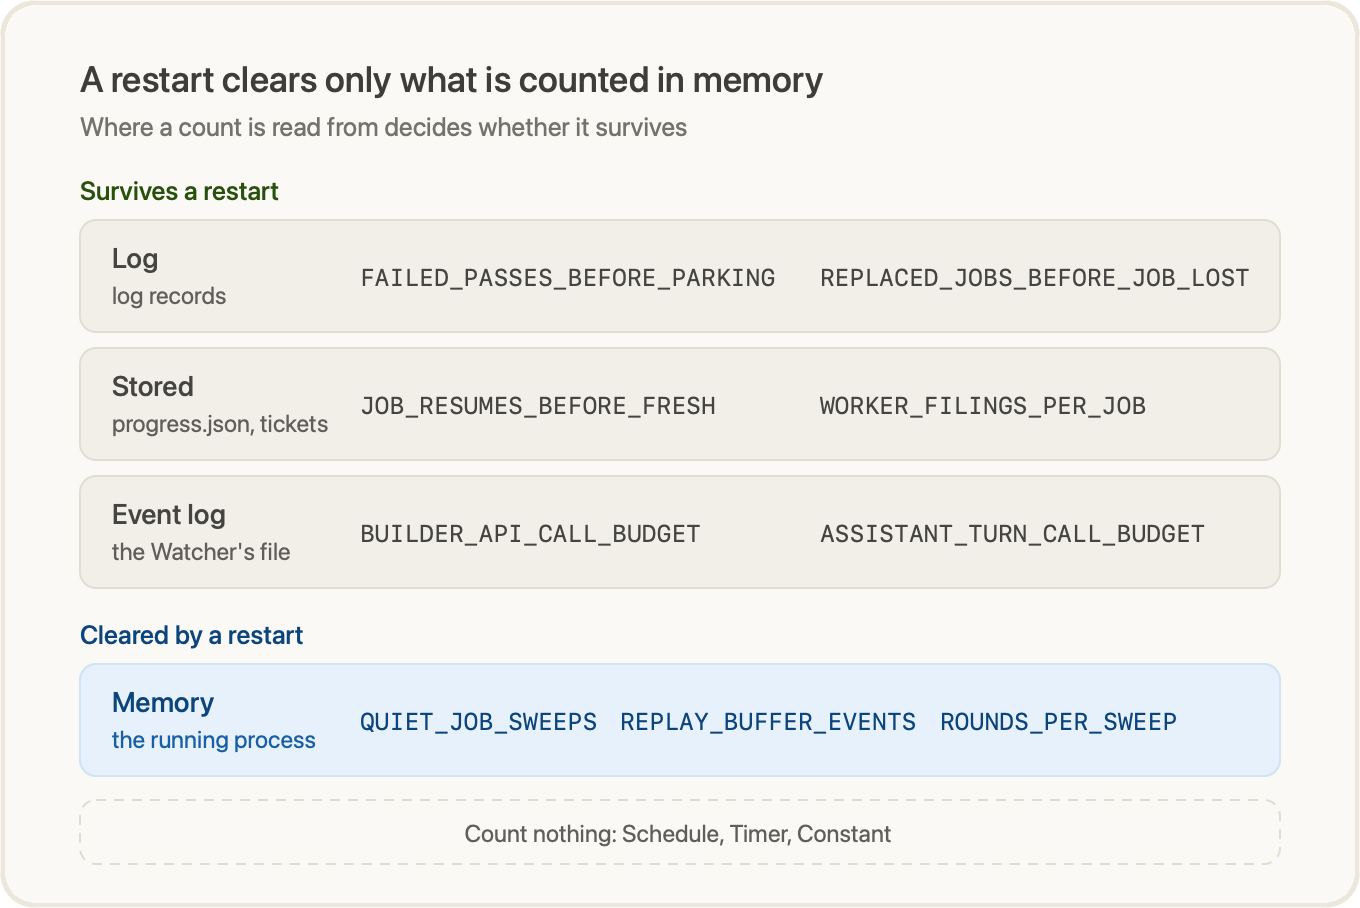 A restart clears only what is counted in memory
Where a count is read from decides whether it survives
Survives a restart
Log
log records
FAILED_PASSES_BEFORE_PARKING
REPLACED_JOBS_BEFORE_JOB_LOST
Stored
progress.json, tickets
JOB_RESUMES_BEFORE_FRESH
WORKER_FILINGS_PER_JOB
Event log
the Watcher's file
BUILDER_API_CALL_BUDGET
ASSISTANT_TURN_CALL_BUDGET
Cleared by a restart
Memory
the running process
QUIET_JOB_SWEEPS
REPLAY_BUFFER_EVENTS
ROUNDS_PER_SWEEP
Count nothing: Schedule, Timer, Constant